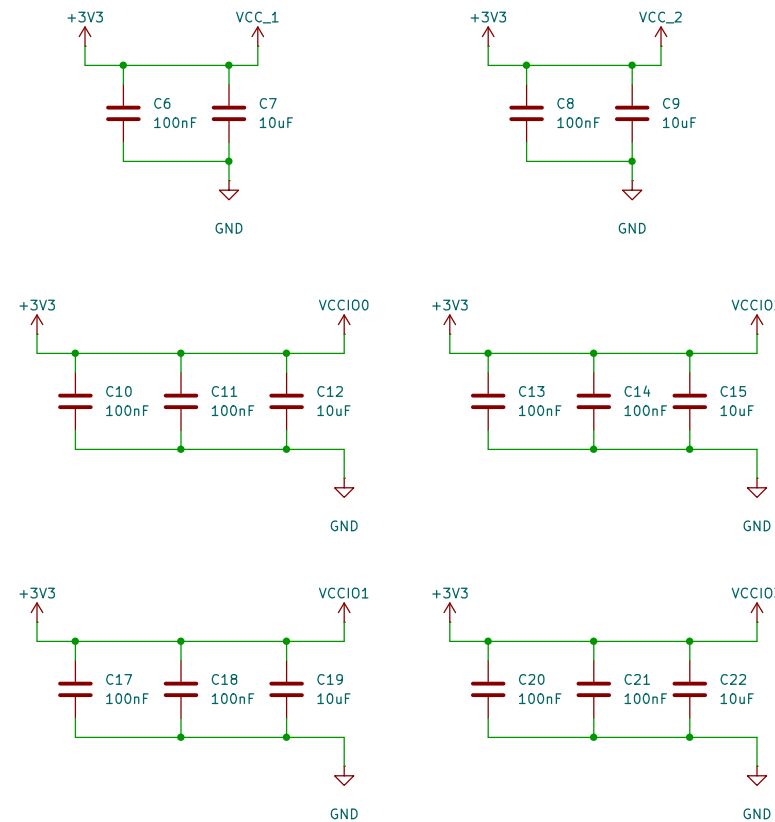 +3V3 VCC_1
C6 C7
100nF 10uF
GND
+3V3 VCC_2
C8 C9
100nF 10uF
GND
+3V3 VCCIO0
C10 C11 C12
100nF 100nF 10uF
GND
+3V3
C13 C14 C15
100nF 100nF 10uF
GND
+3V3 VCCIO1
C17 C18 C19
100nF 100nF 10uF
GND
+3V3
C20 C21 C22
100nF 100nF 10uF
GND